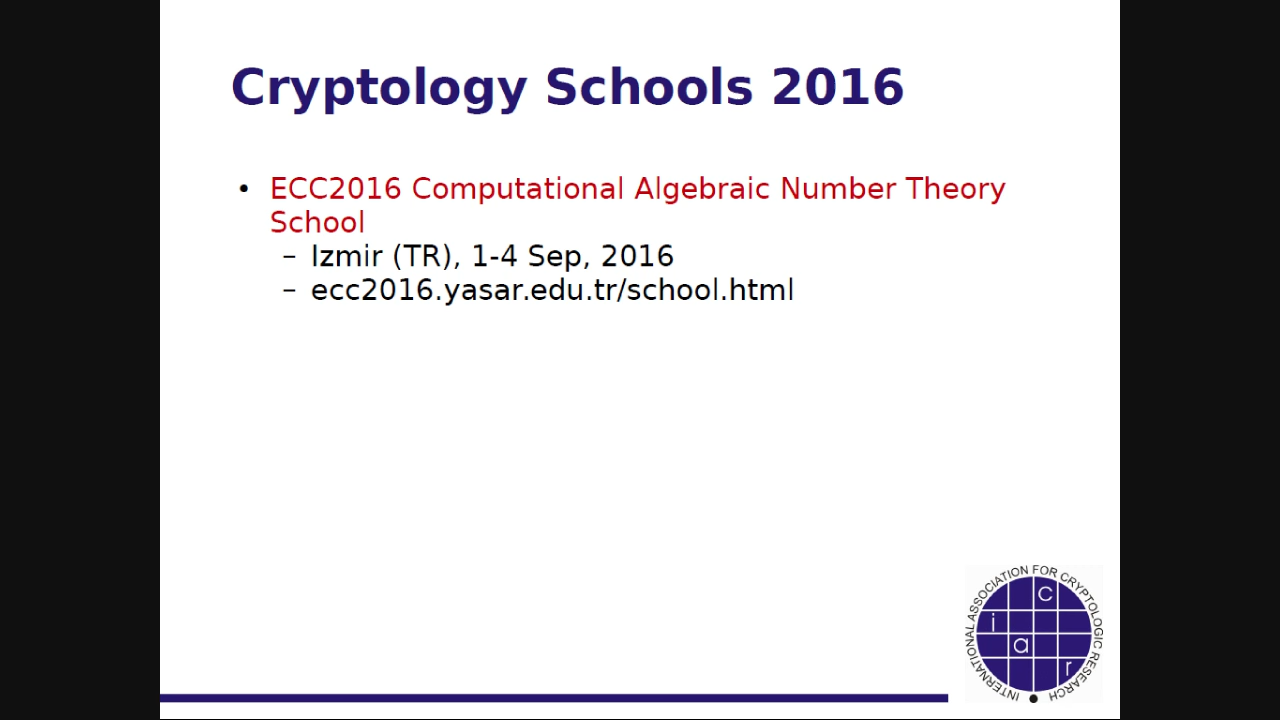 Cryptology Schools 2016
• ECC2016 Computational Algebraic Number Theory
School
– Izmir (TR), 1-4 Sep, 2016
– ecc2016.yasar.edu.tr/school.html
INTERNATIONAL ASSOCIATION FOR CRYPTOLOGIC RESEARCH
c
i
a
r